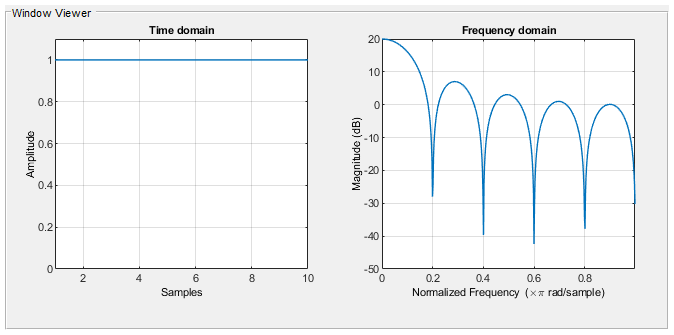 Window Viewer
Time domain
1
0.8
0.6
0.4
0.2
0
2 4 6 8 10
Amplitude
Samples
Frequency domain
20
10
0
-10
-20
-30
-40
-50
0 0.2 0.4 0.6 0.8
Magnitude (dB)
Normalized Frequency (×π rad/sample)